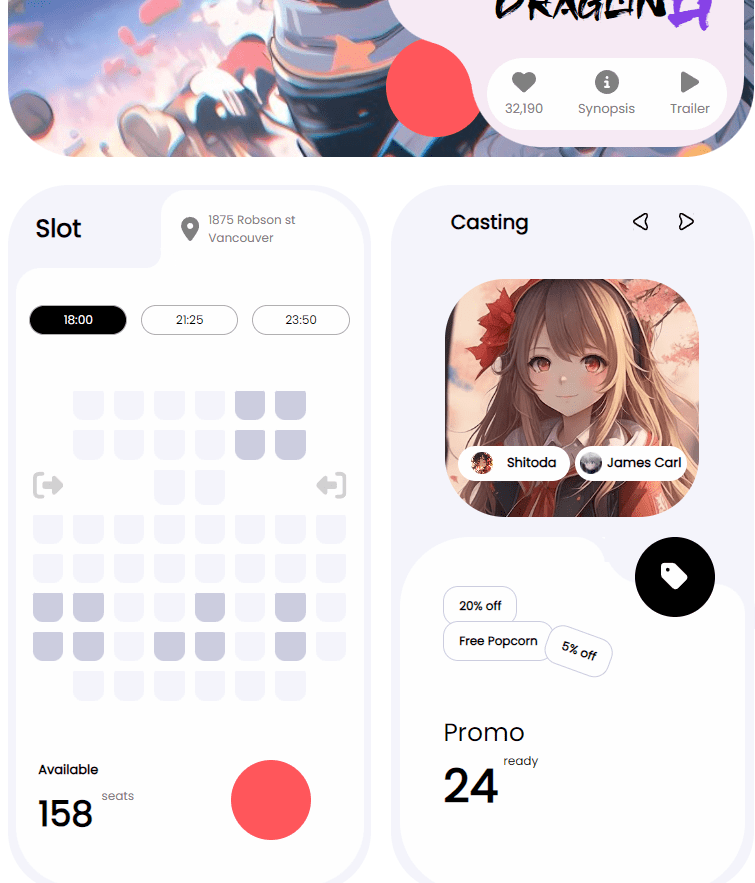 DRAGON
32,190
Synopsis
Trailer
Slot
1875 Robson st
Vancouver
18:00
21:25
23:50
Available
158 seats
Casting
Shitoda
James Carl
20% off
Free Popcorn
5% off
Promo
24 ready